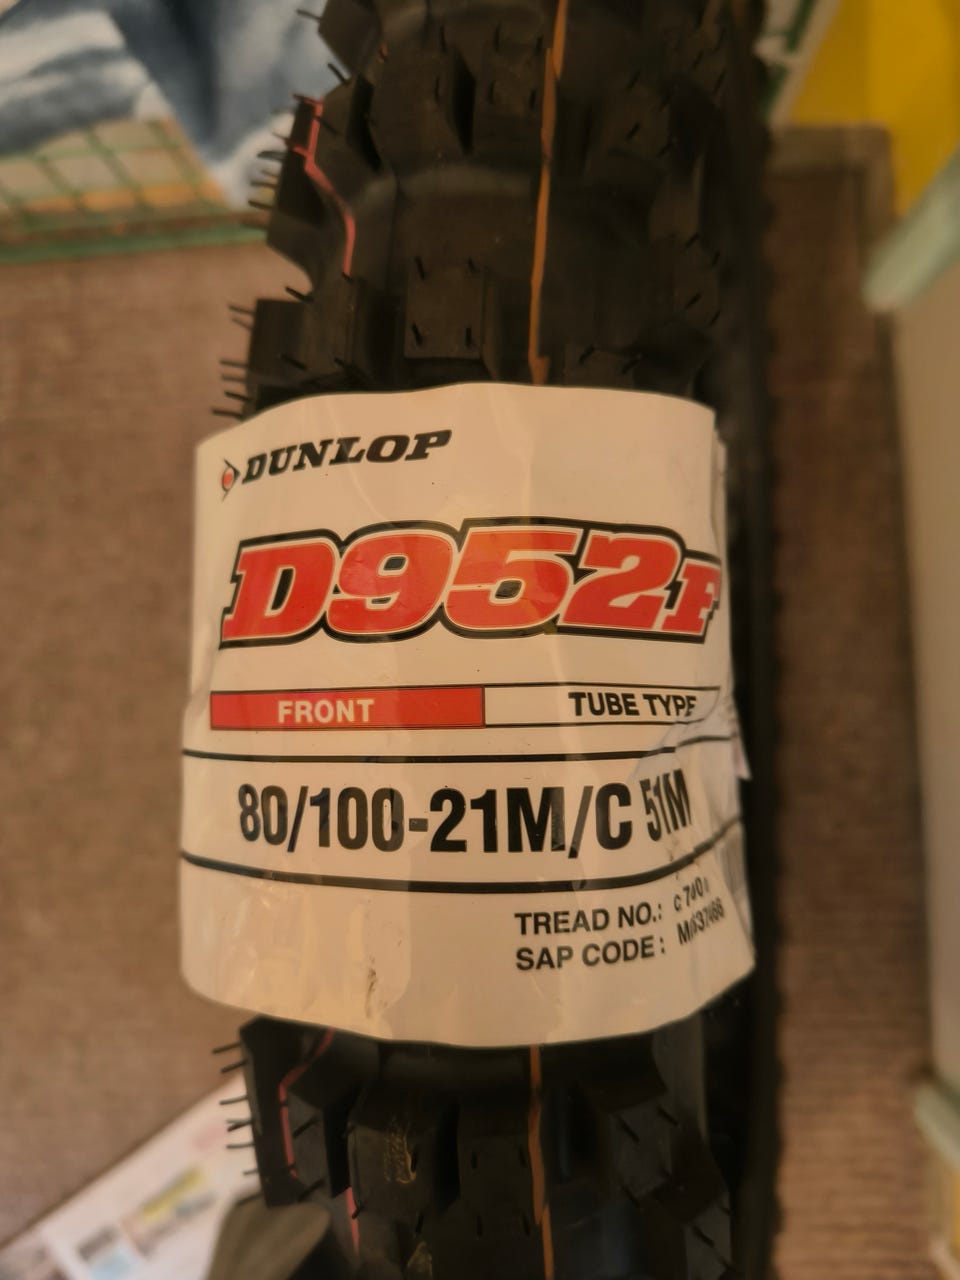 DUNLOP
D952F
FRONT TUBE TYPE
80/100-21M/C 51M
TREAD NO.:
SAP CODE :